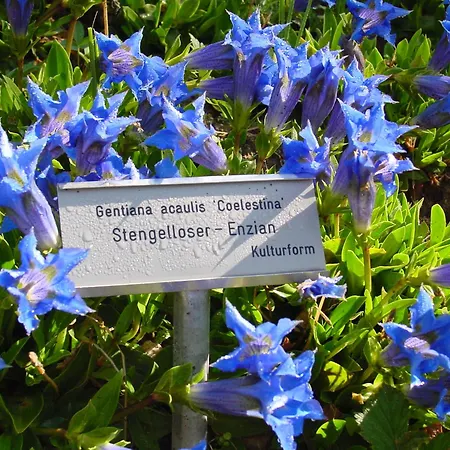 Gentiana acaulis 'Coelestina'
Stengelloser - Enzian
Kulturform